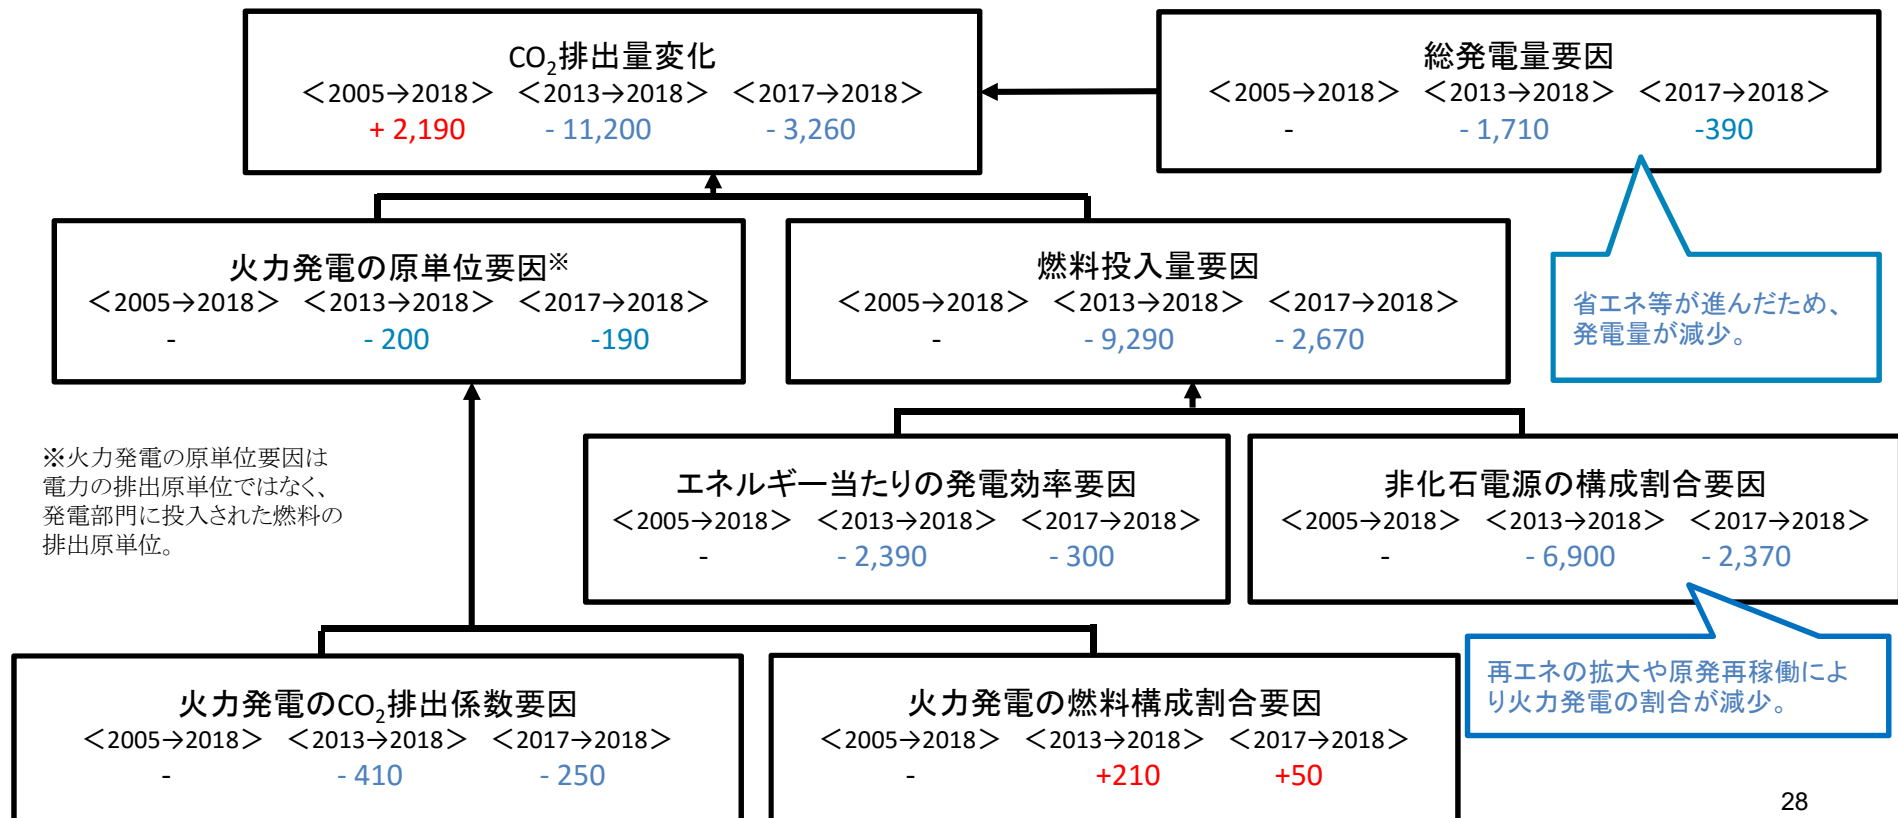 CO₂排出量変化
＜2005→2018＞ ＜2013→2018＞ ＜2017→2018＞
+ 2,190 - 11,200 - 3,260
総発電量要因
＜2005→2018＞ ＜2013→2018＞ ＜2017→2018＞
- - 1,710 -390
火力発電の原単位要因※
＜2005→2018＞ ＜2013→2018＞ ＜2017→2018＞
- - 200 -190
燃料投入量要因
＜2005→2018＞ ＜2013→2018＞ ＜2017→2018＞
- - 9,290 - 2,670
省エネ等が進んだため、
発電量が減少。
※火力発電の原単位要因は
電力の排出原単位ではなく、
発電部門に投入された燃料の
排出原単位。
エネルギー当たりの発電効率要因
＜2005→2018＞ ＜2013→2018＞ ＜2017→2018＞
- - 2,390 - 300
非化石電源の構成割合要因
＜2005→2018＞ ＜2013→2018＞ ＜2017→2018＞
- - 6,900 - 2,370
再エネの拡大や原発再稼働によ
り火力発電の割合が減少。
火力発電のCO₂排出係数要因
＜2005→2018＞ ＜2013→2018＞ ＜2017→2018＞
- - 410 - 250
火力発電の燃料構成割合要因
＜2005→2018＞ ＜2013→2018＞ ＜2017→2018＞
- +210 +50
28